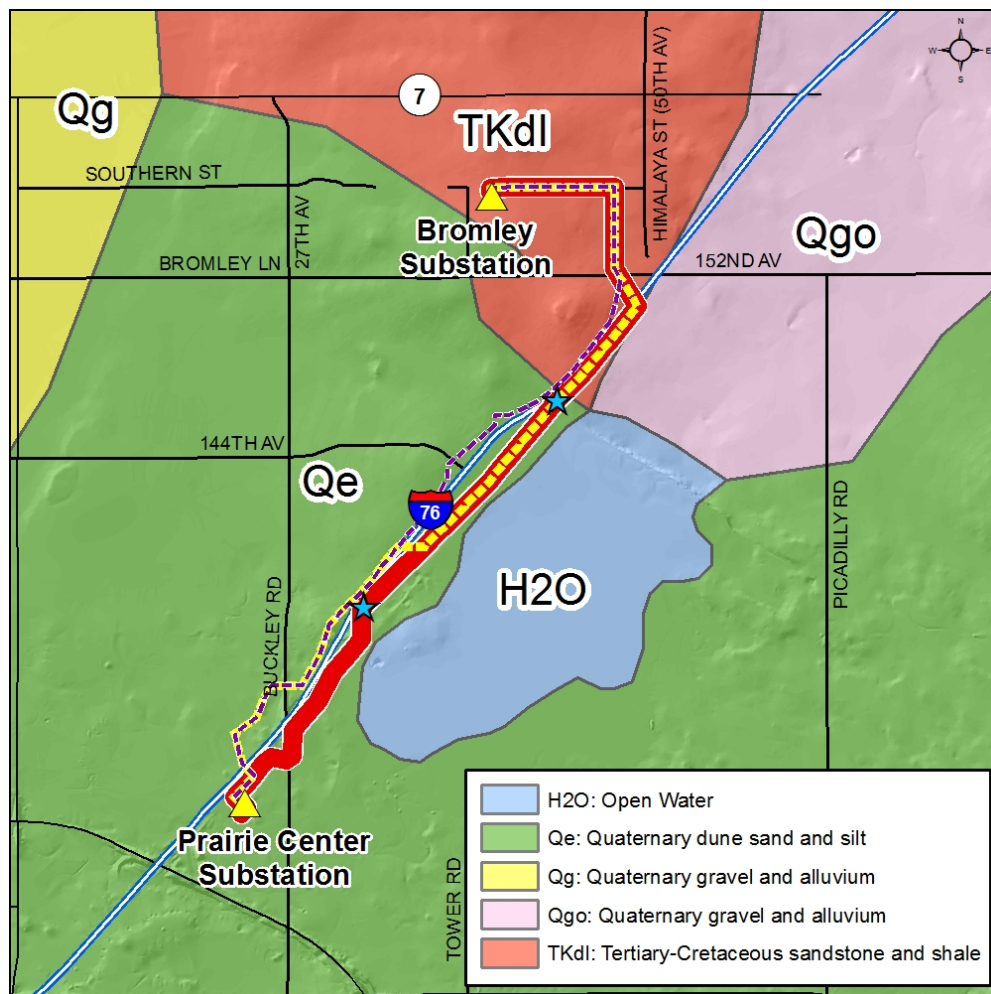 N
W
E
S
Qg
7
TKdI
HIMALAYA ST (50TH AV)
SOUTHERN ST
27TH AV
Bromley
Substation
Qgo
BROMLEY LN
152ND AV
144TH AV
Qe
76
H2O
PICADILLY RD
BUCKLEY RD
Prairie Center
Substation
TOWER RD
H2O: Open Water
Qe: Quaternary dune sand and silt
Qg: Quaternary gravel and alluvium
Qgo: Quaternary gravel and alluvium
TKdI: Tertiary-Cretaceous sandstone and shale